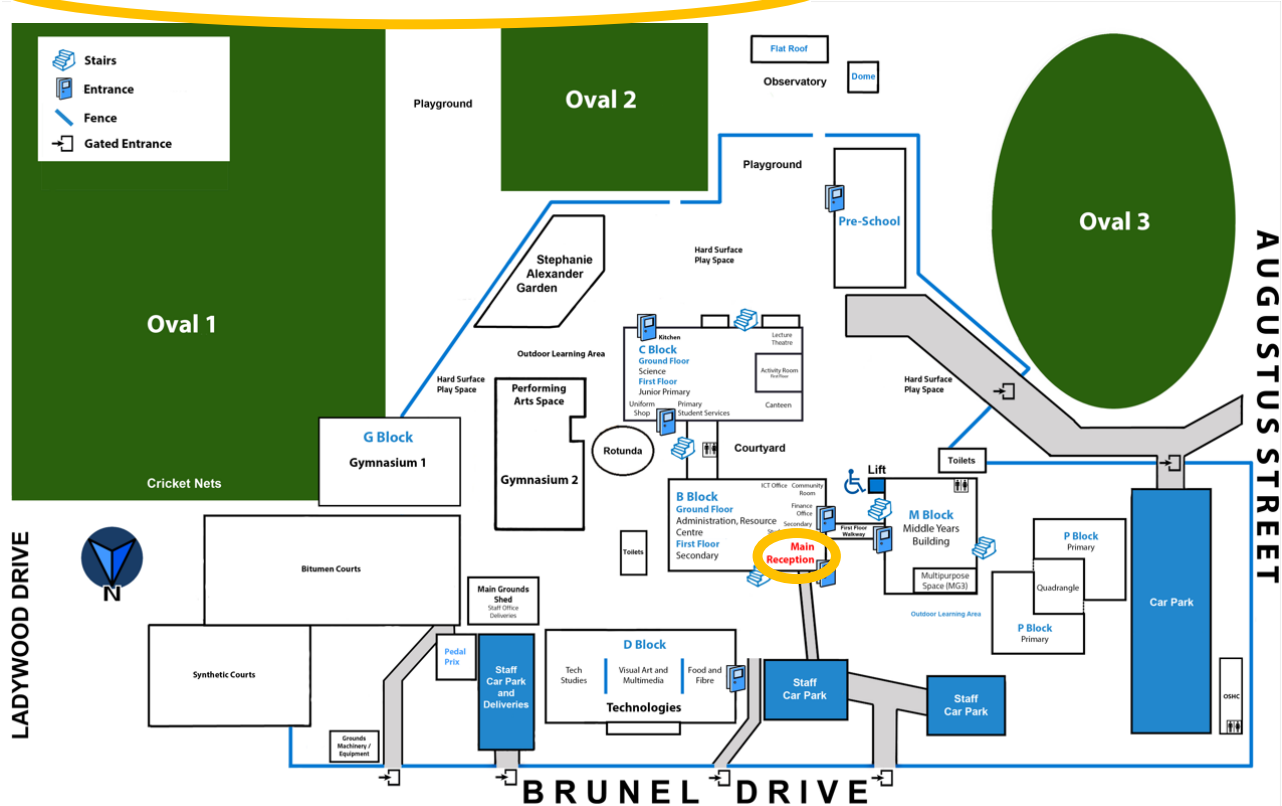 Stairs
Entrance
Fence
Gated Entrance
Playground
Oval 2
Flat Roof
Observatory
Dome
Playground
Pre-School
Oval 3
AUGUSTUS STREET
Oval 1
Stephanie
Alexander
Garden
Hard Surface
Play Space
Outdoor Learning Area
Hard Surface
Play Space
Kitchen
C Block
Ground Floor
Science
First Floor
Junior Primary
Uniform
Shop
Primary
Student Services
Lecture
Theatre
Activity Room
First Floor
Canteen
Hard Surface
Play Space
Performing
Arts Space
Gymnasium 2
G Block
Gymnasium 1
Cricket Nets
Rotunda
Courtyard
Toilets
Lift
B Block
Ground Floor
Administration, Resource
Centre
First Floor
Secondary
ICT Office
Community
Room
Finance
Office
Secondary
Main
Reception
First Floor
Walkway
M Block
Middle Years
Building
Multipurpose
Space (MG3)
Outdoor Learning Area
P Block
Primary
Quadrangle
P Block
Primary
Car Park
OSHC
LADYWOOD DRIVE
N
Bitumen Courts
Synthetic Courts
Toilets
Main Grounds
Shed
Staff Office
Deliveries
Pedal
Prix
Staff
Car Park
and
Deliveries
Grounds
Machinery /
Equipment
D Block
Tech
Studies
Visual Art and
Multimedia
Food and
Fibre
Technologies
Staff
Car Park
Staff
Car Park
BRUNEL DRIVE